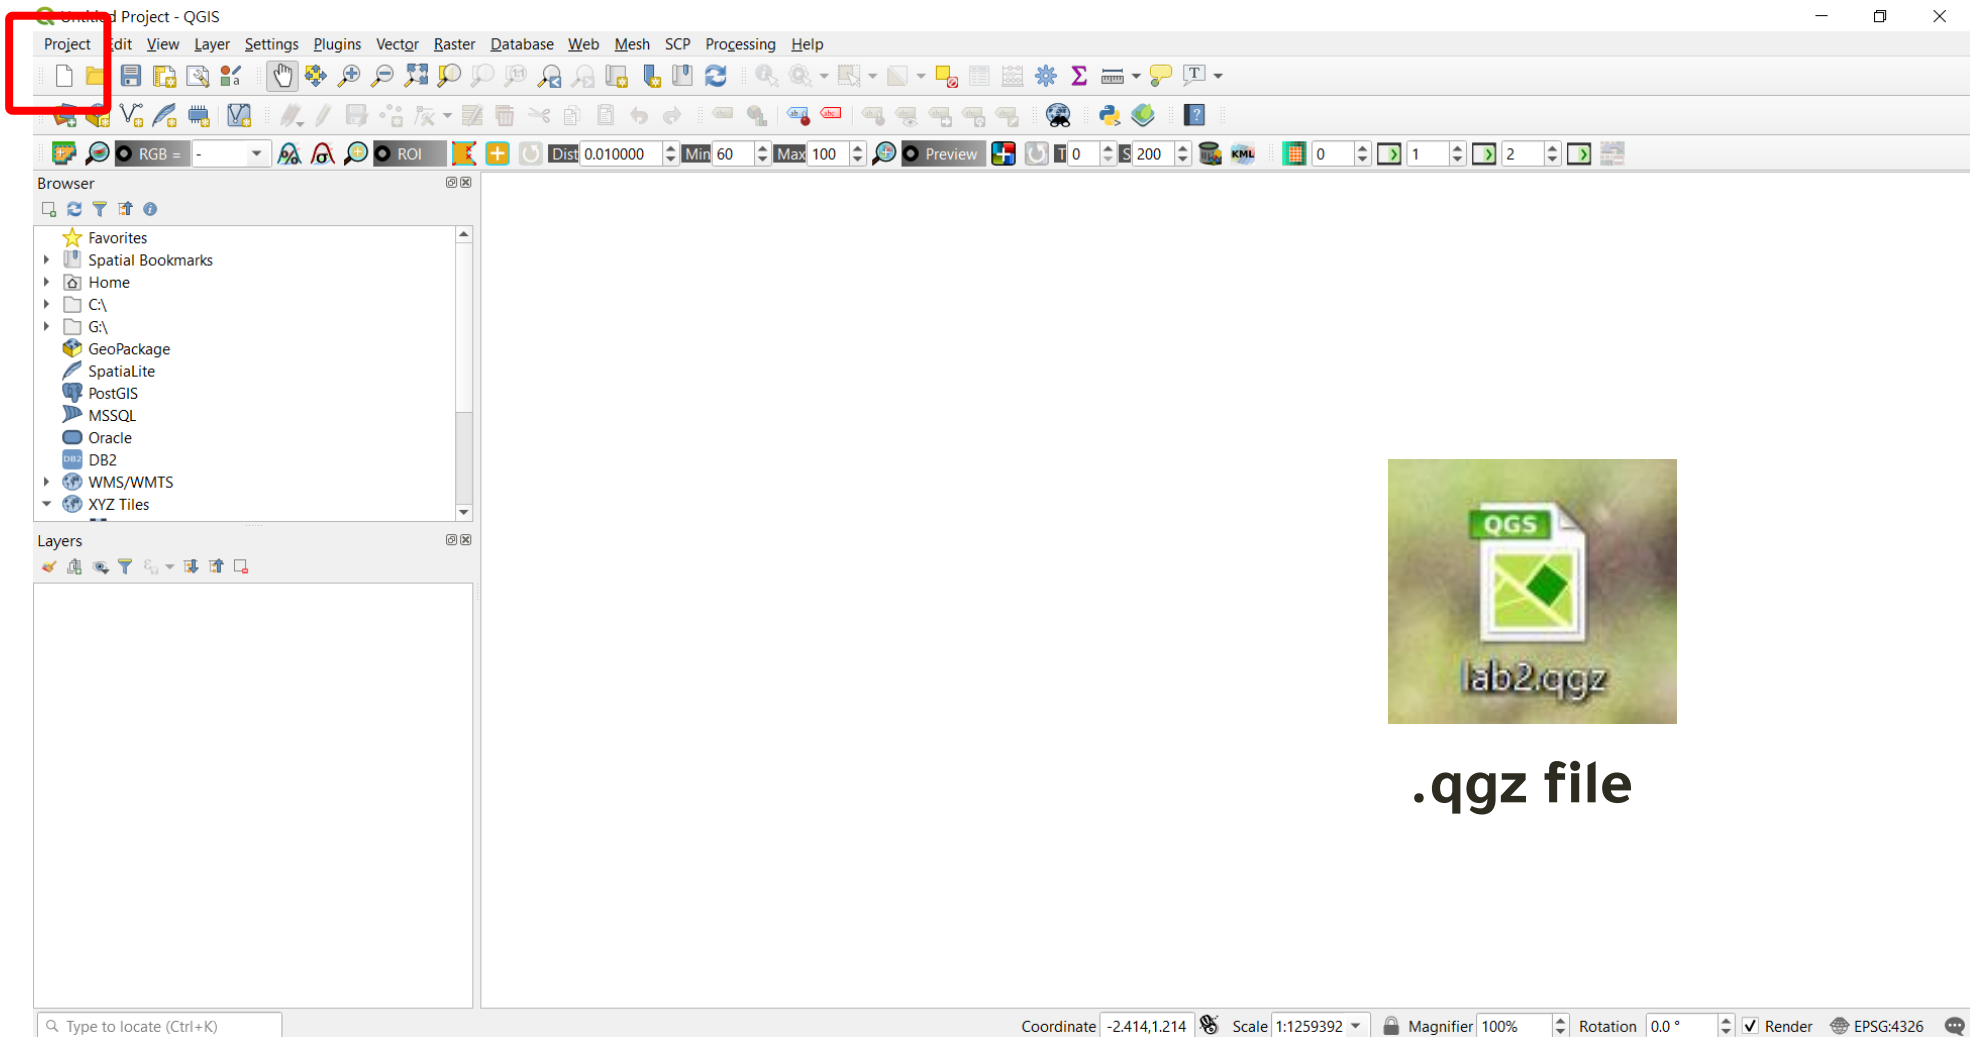 Untitled Project - QGIS
Project Edit View Layer Settings Plugins Vector Raster Database Web Mesh SCP Processing Help
RGB = - ROI Dist 0.010000 Min 60 Max 100 Preview T 0 S 200 KML 0 1 2
Browser
Favorites
Spatial Bookmarks
Home
C:\
G:\
GeoPackage
SpatiaLite
PostGIS
MSSQL
Oracle
DB2 DB2
WMS/WMTS
XYZ Tiles
Layers
QGS
lab2.qgz
.qgz file
Type to locate (Ctrl+K)
Coordinate -2.414,1.214 Scale 1:1259392 Magnifier 100% Rotation 0.0 ° Render EPSG:4326